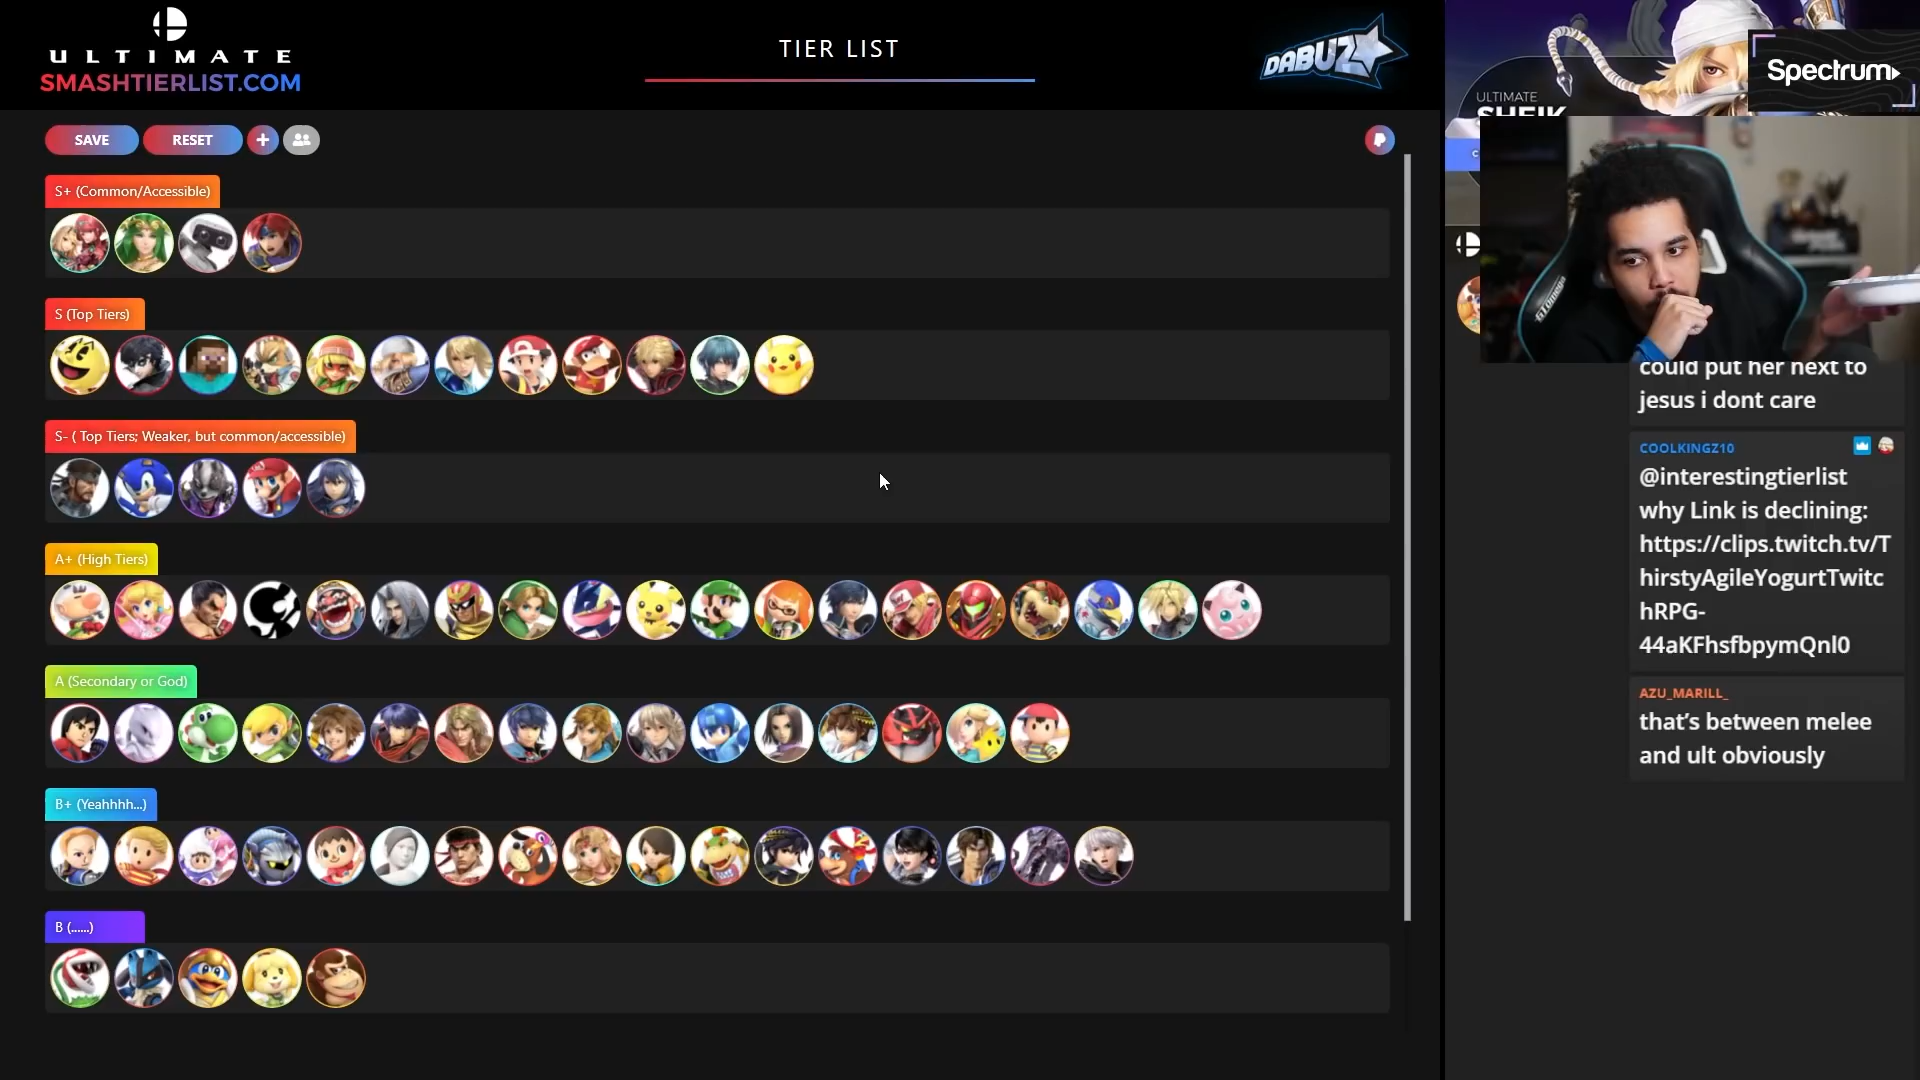 ULTIMATE
SMASHTIERLIST.COM
TIER LIST
DABUZ
SAVE
RESET
+
S+ (Common/Accessible)
S (Top Tiers)
S- ( Top Tiers; Weaker, but common/accessible)
A+ (High Tiers)
A (Secondary or God)
B+ (Yeahhhh...)
B (......)
Spectrum
ULTIMATE
SHEIK
C
GTOmega
could put her next to
jesus i dont care
COOLKINGZ10
@interestingtierlist
why Link is declining:
https://clips.twitch.tv/T
hirstyAgileYogurtTwitc
hRPG-
44aKFhsfbpymQnl0
AZU_MARILL_
that's between melee
and ult obviously